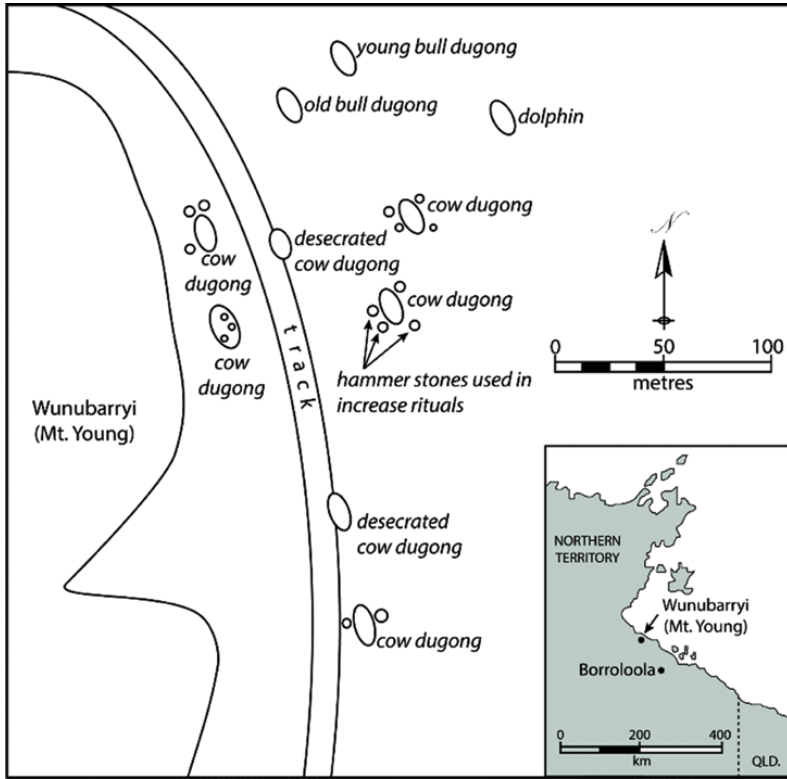 young bull dugong
old bull dugong
dolphin
cow dugong
desecrated
cow dugong
cow
dugong
N
cow dugong
cow
dugong
track
hammer stones used in
increase rituals
0 50 100
metres
Wunubarryi
(Mt. Young)
desecrated
cow dugong
cow dugong
NORTHERN
TERRITORY
Wunubarryi
(Mt. Young)
Borroloola
0 200 400
km
QLD.